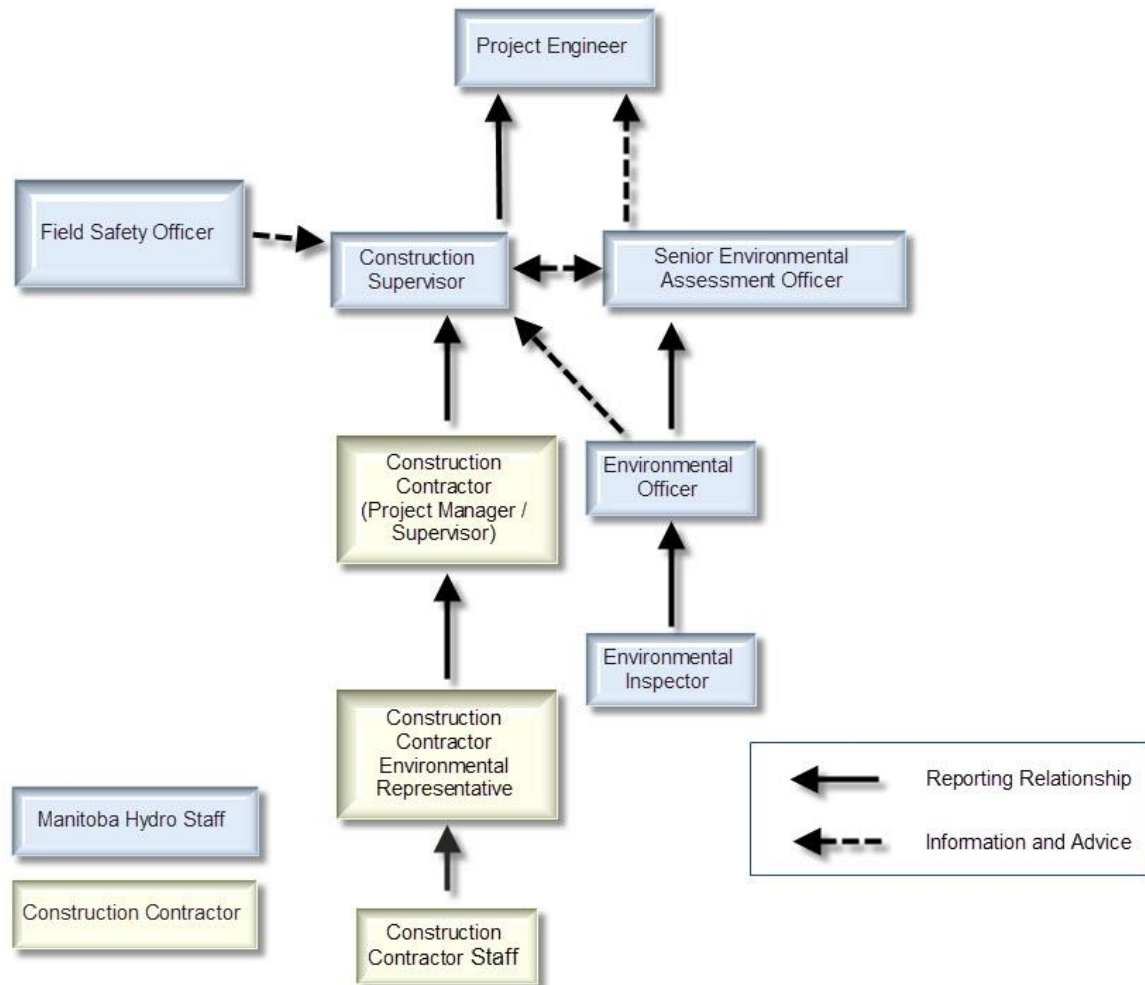 Project Engineer
Field Safety Officer
Construction
Supervisor
Senior Environmental
Assessment Officer
Construction
Contractor
(Project Manager /
Supervisor)
Environmental
Officer
Environmental
Inspector
Construction
Contractor
Environmental
Representative
Construction
Contractor Staff
Manitoba Hydro Staff
Construction Contractor
Reporting Relationship
Information and Advice